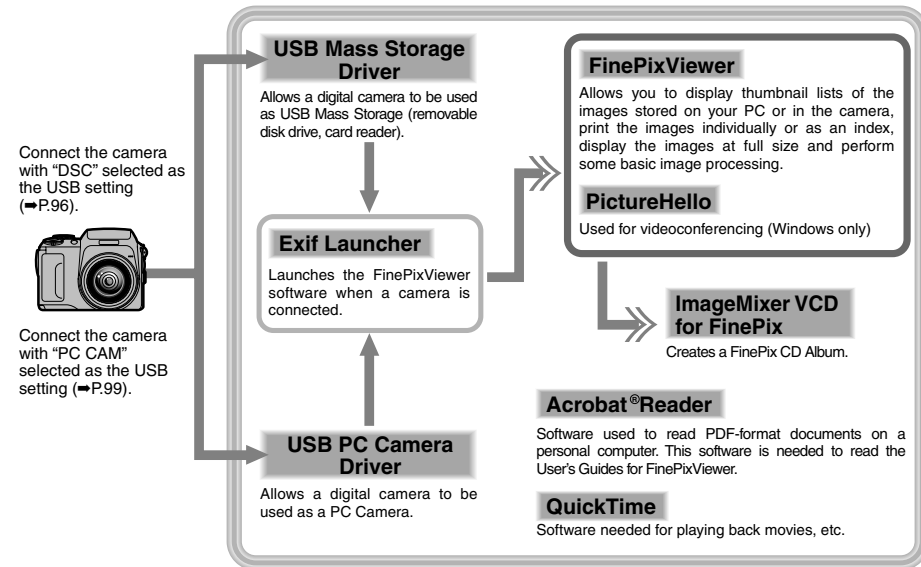 Connect the camera
with “DSC” selected as
the USB setting
(➡P.96).
Connect the camera
with “PC CAM”
selected as the USB
setting (➡P.99).
USB Mass Storage
Driver
Allows a digital camera to be used
as USB Mass Storage (removable
disk drive, card reader).
Exif Launcher
Launches the FinePixViewer
software when a camera is
connected.
USB PC Camera
Driver
Allows a digital camera to be
used as a PC Camera.
FinePixViewer
Allows you to display thumbnail lists of the
images stored on your PC or in the camera,
print the images individually or as an index,
display the images at full size and perform
some basic image processing.
PictureHello
Used for videoconferencing (Windows only)
ImageMixer VCD
for FinePix
Creates a FinePix CD Album.
Acrobat®Reader
Software used to read PDF-format documents on a
personal computer. This software is needed to read the
User’s Guides for FinePixViewer.
QuickTime
Software needed for playing back movies, etc.